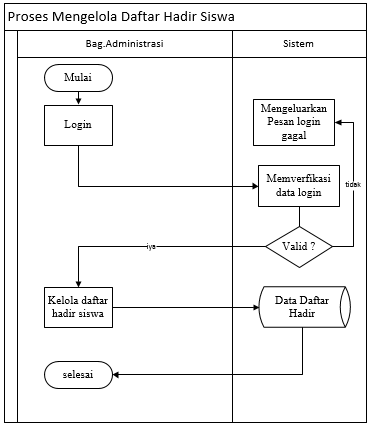 Proses Mengelola Daftar Hadir Siswa
Bag.Administrasi
Sistem
Mulai
Login
Mengeluarkan
Pesan login
gagal
Memverfikasi
data login
tidak
Valid ?
iya
Kelola daftar
hadir siswa
Data Daftar
Hadir
selesai